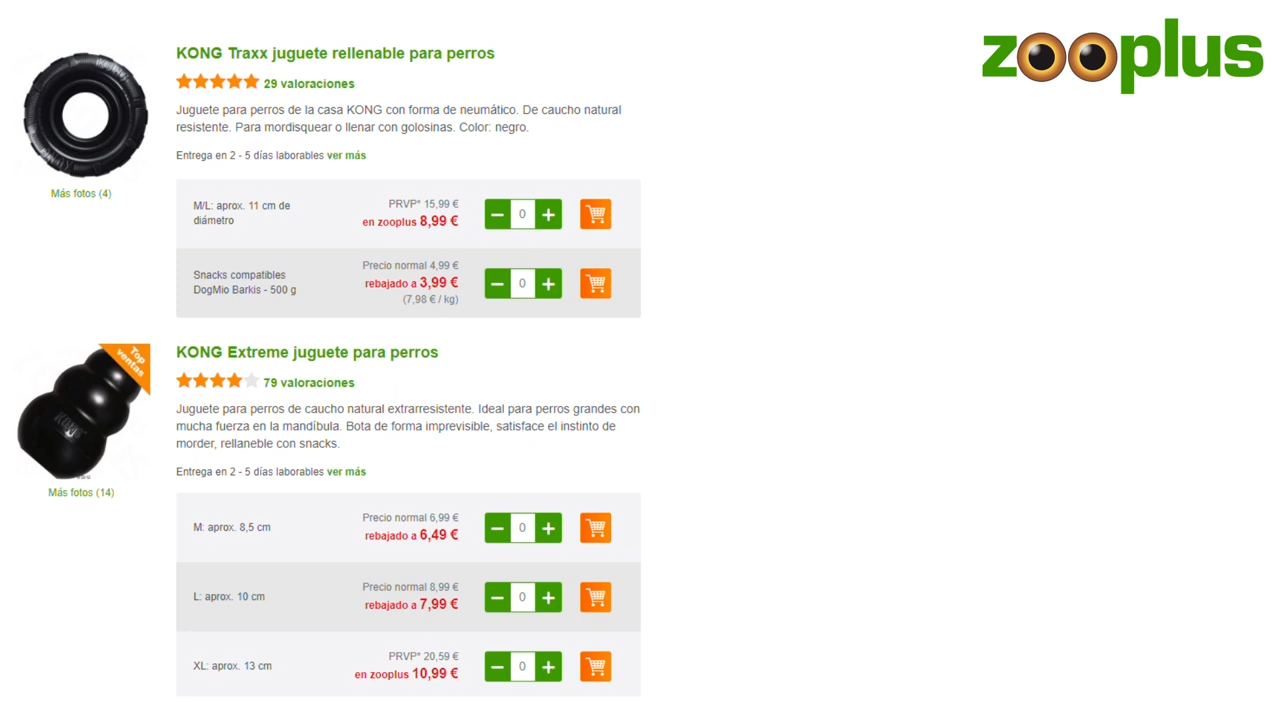 zooplus
KONG Traxx juguete rellenable para perros
29 valoraciones
Juguete para perros de la casa KONG con forma de neumático. De caucho natural
resistente. Para mordisquear o llenar con golosinas. Color: negro.
Entrega en 2 - 5 días laborables ver más
KONG
Más fotos (4)
M/L: aprox. 11 cm de
diámetro
PRVP* 15,99 €
en zooplus 8,99 €
0
Snacks compatibles
DogMio Barkis - 500 g
Precio normal 4,99 €
rebajado a 3,99 €
(7,98 € / kg)
0
Top
ventas
KONG
Más fotos (14)
KONG Extreme juguete para perros
79 valoraciones
Juguete para perros de caucho natural extrarresistente. Ideal para perros grandes con
mucha fuerza en la mandíbula. Bota de forma imprevisible, satisface el instinto de
morder, rellaneble con snacks.
Entrega en 2 - 5 días laborables ver más
M: aprox. 8,5 cm
Precio normal 6,99 €
rebajado a 6,49 €
0
L: aprox. 10 cm
Precio normal 8,99 €
rebajado a 7,99 €
0
XL: aprox. 13 cm
PRVP* 20,59 €
en zooplus 10,99 €
0